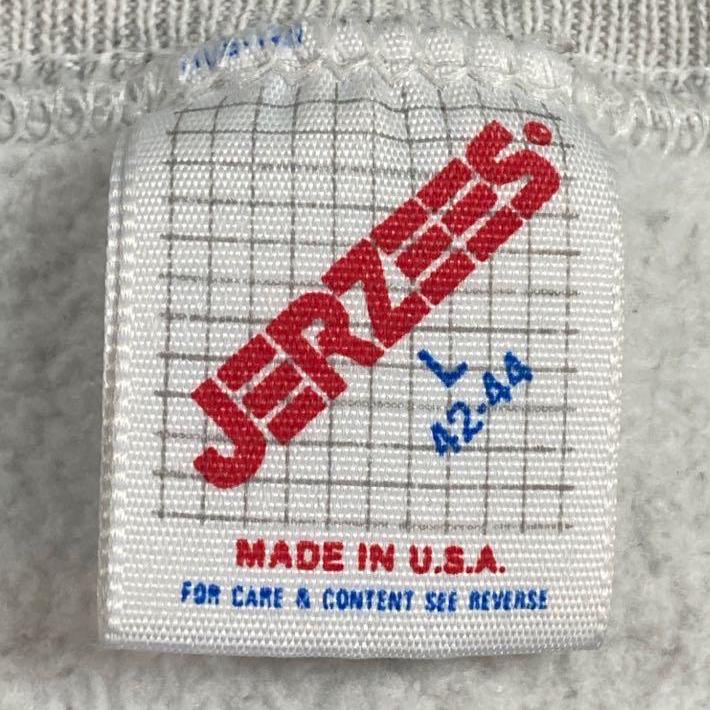 JERZEES.
L
42-44
MADE IN U.S.A.
FOR CARE & CONTENT SEE REVERSE